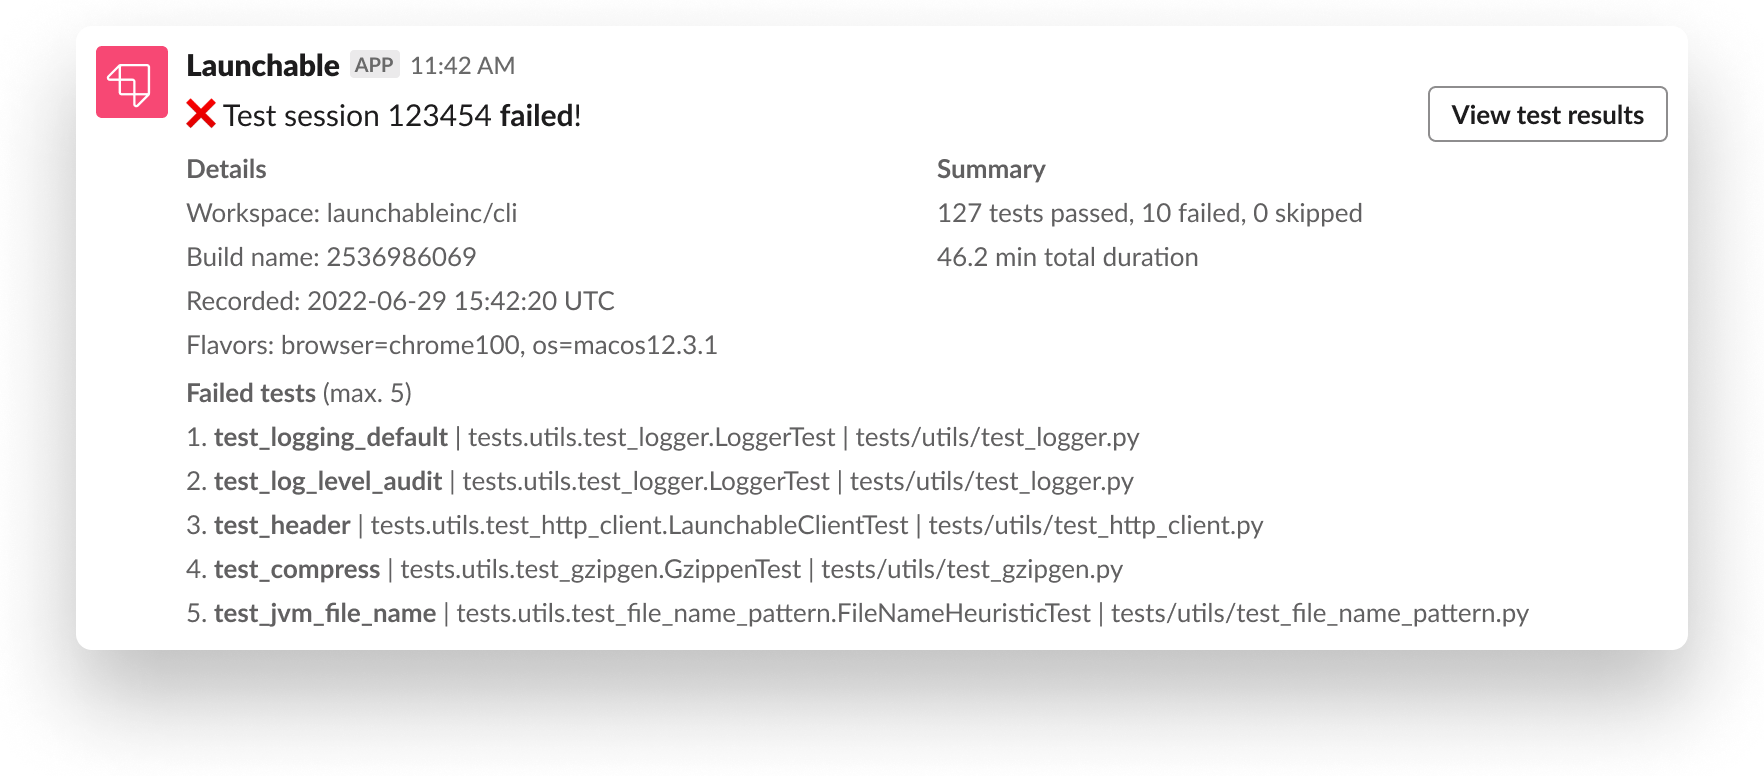 Launchable APP 11:42 AM
❌ Test session 123454 failed!
View test results
Details
Workspace: launchableinc/cli
Build name: 2536986069
Recorded: 2022-06-29 15:42:20 UTC
Flavors: browser=chrome100, os=macos12.3.1
Summary
127 tests passed, 10 failed, 0 skipped
46.2 min total duration
Failed tests (max. 5)
1. test_logging_default | tests.utils.test_logger.LoggerTest | tests/utils/test_logger.py
2. test_log_level_audit | tests.utils.test_logger.LoggerTest | tests/utils/test_logger.py
3. test_header | tests.utils.test_http_client.LaunchableClientTest | tests/utils/test_http_client.py
4. test_compress | tests.utils.test_gzipgen.GzippenTest | tests/utils/test_gzipgen.py
5. test_jvm_file_name | tests.utils.test_file_name_pattern.FileNameHeuristicTest | tests/utils/test_file_name_pattern.py